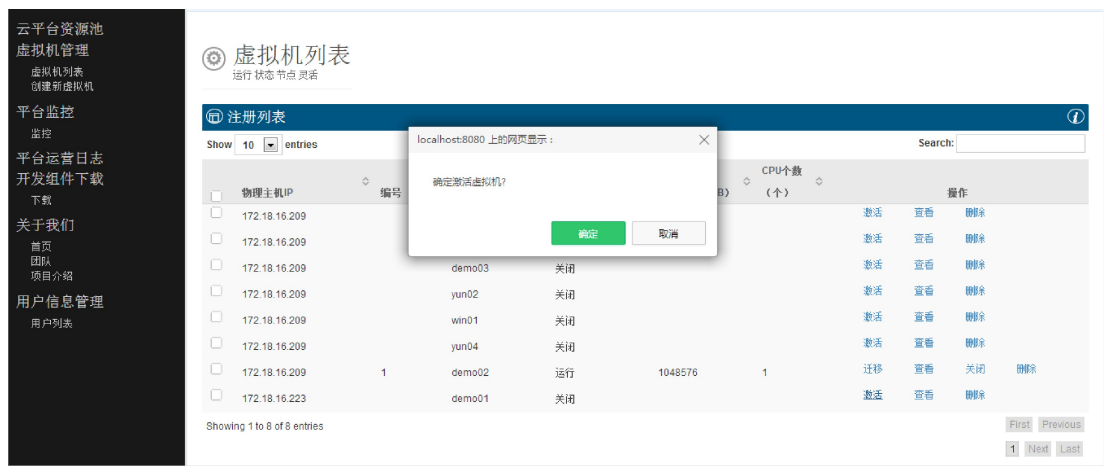 云平台资源池
虚拟机管理
虚拟机列表
创建新虚拟机
平台监控
监控
平台运营日志
开发组件下载
下载
关于我们
首页
团队
项目介绍
用户信息管理
用户列表
虚拟机列表
运行 状态 节点 灵活
注册列表
Show 10 entries
Search:
localhost:8080 上的网页显示：
确定激活虚拟机?
确定 取消
CPU个数
物理主机IP 编号 B) （个） 操作
172.18.16.209 激活 查看 删除
172.18.16.209 激活 查看 删除
172.18.16.209 demo03 关闭 激活 查看 删除
172.18.16.209 yun02 关闭 激活 查看 删除
172.18.16.209 win01 关闭 激活 查看 删除
172.18.16.209 yun04 关闭 激活 查看 删除
172.18.16.209 1 demo02 运行 1048576 1 迁移 查看 关闭 删除
172.18.16.223 demo01 关闭 激活 查看 删除
Showing 1 to 8 of 8 entries
First Previous
1 Next Last